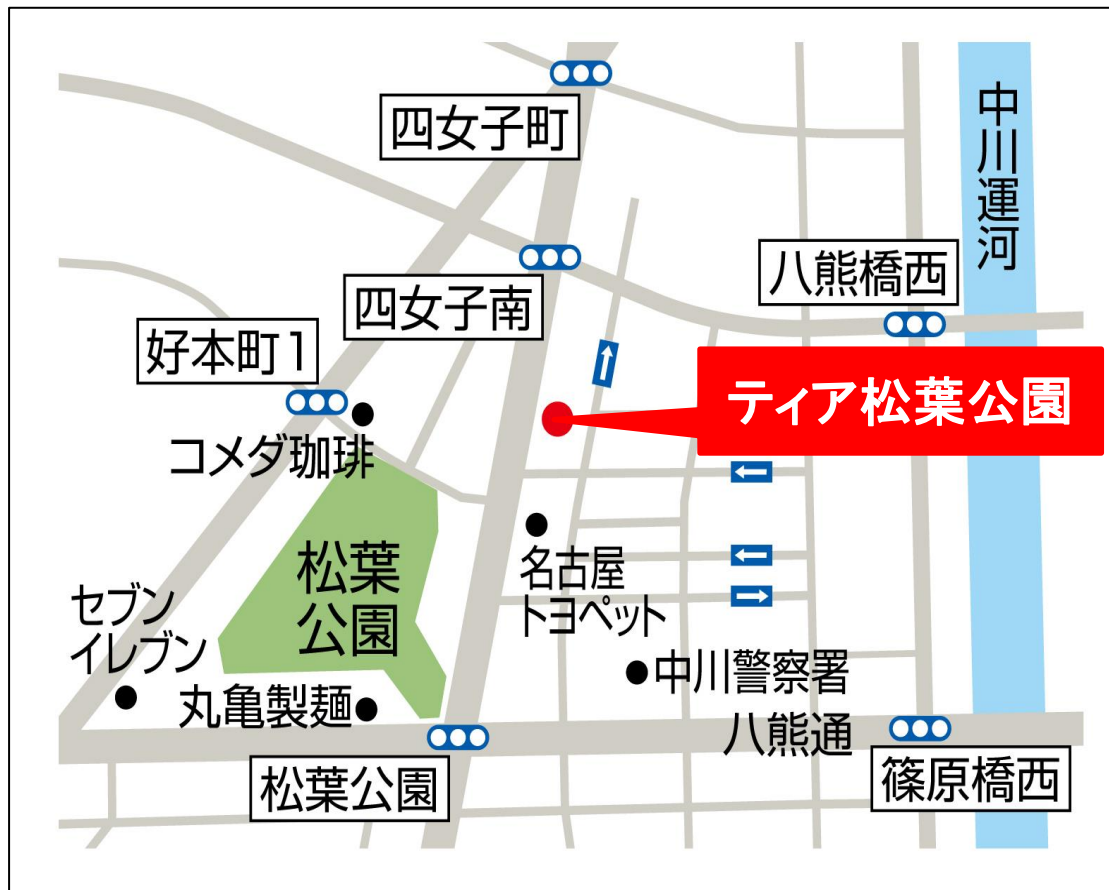 四女子町
中川運河
八熊橋西
四女子南
好本町1
ティア松葉公園
コメダ珈琲
松葉
公園
名古屋
トヨペット
セブン
イレブン
中川警察署
丸亀製麺
八熊通
松葉公園
篠原橋西